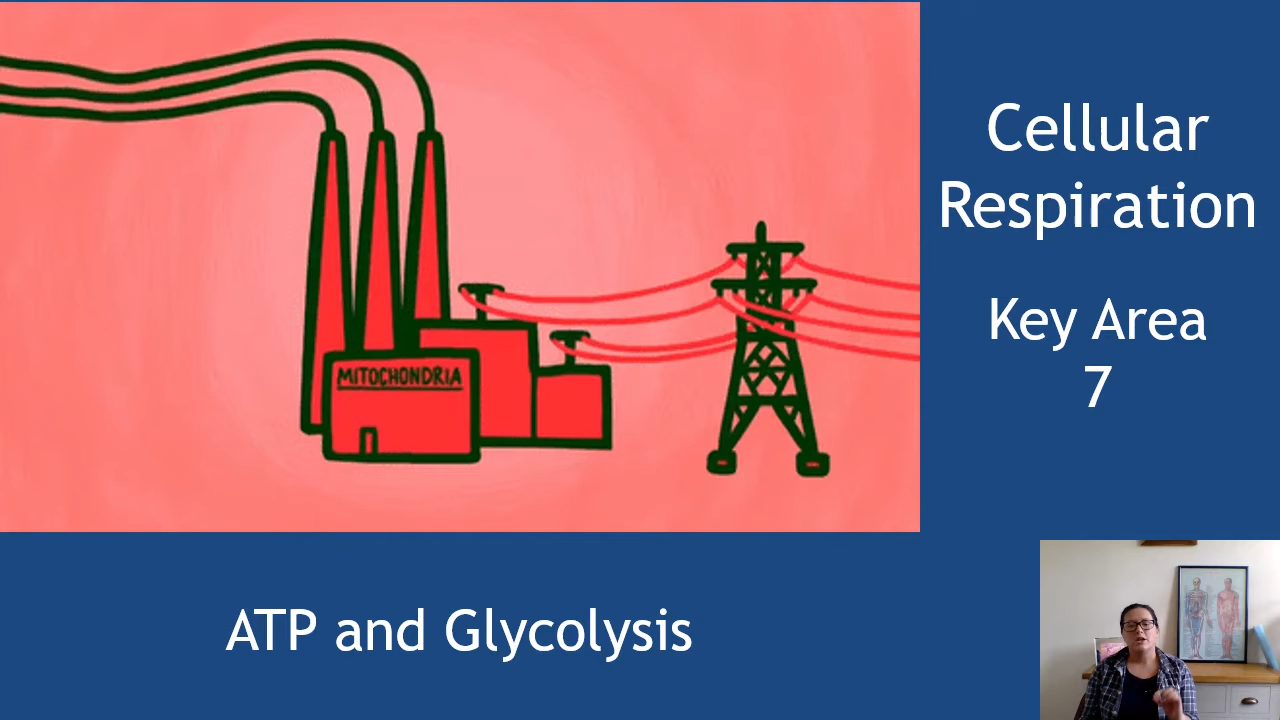 MITOCHONDRIA
Cellular
Respiration
Key Area
7
ATP and Glycolysis